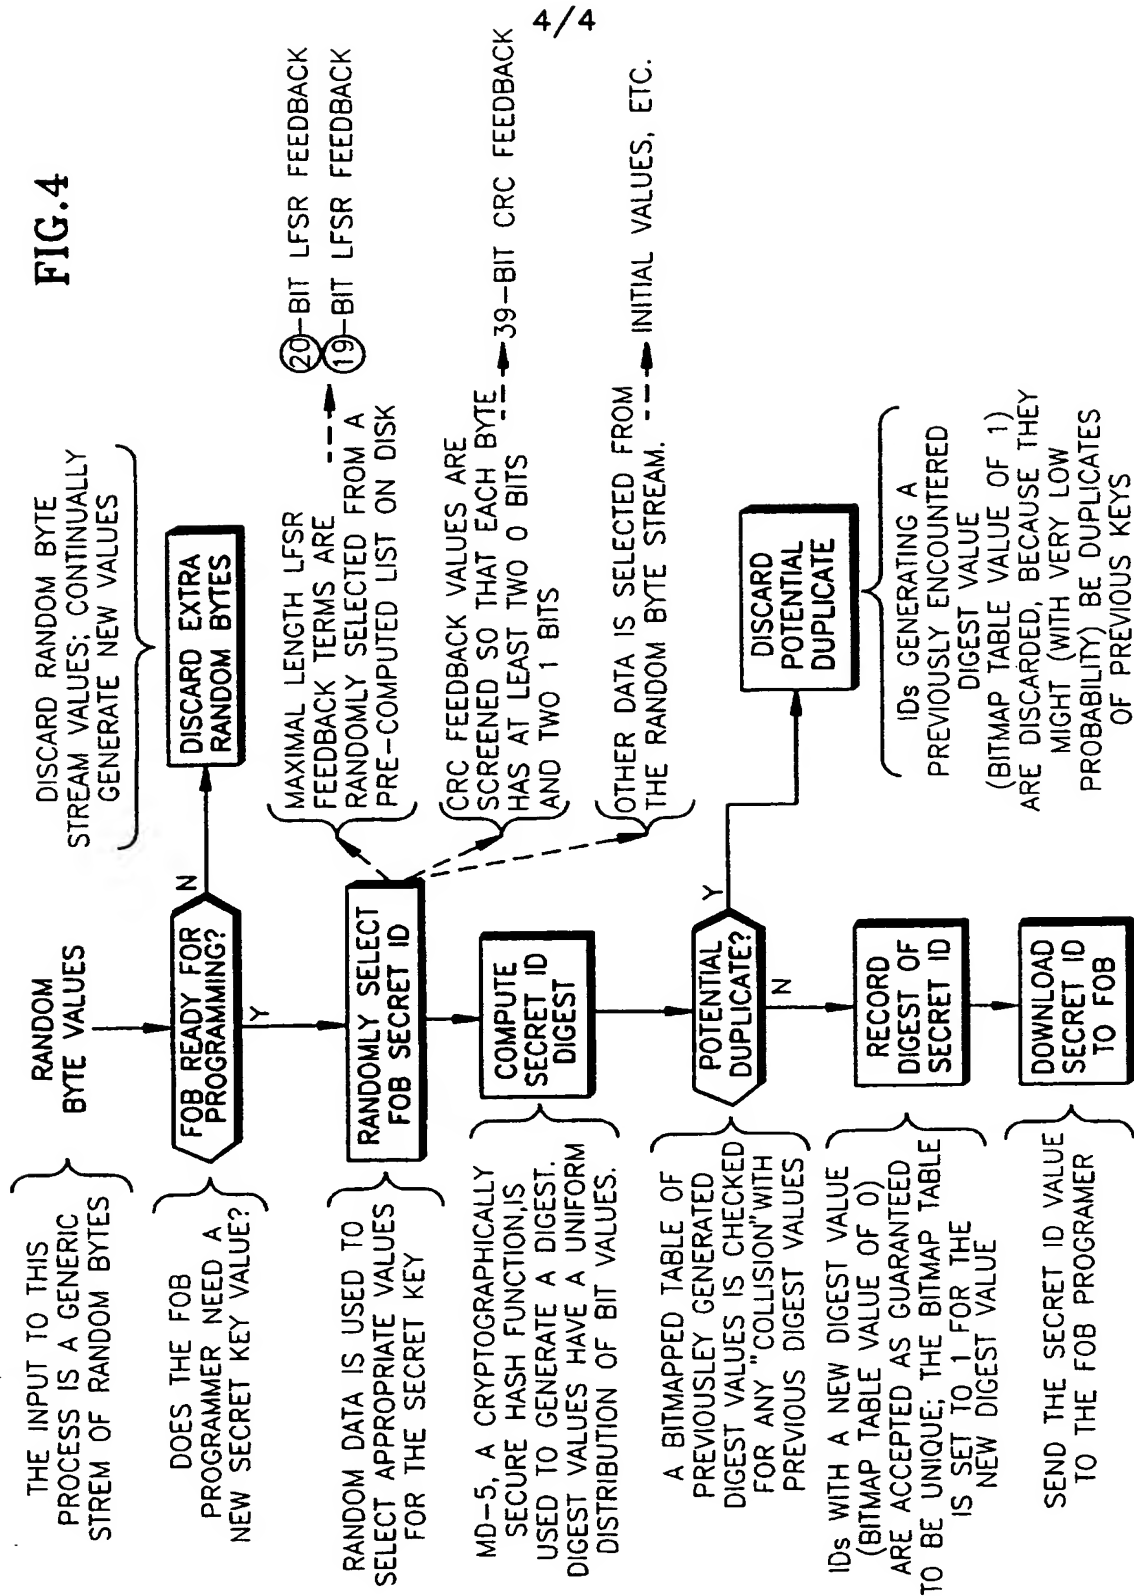 4/4
FIG.4
THE INPUT TO THIS
PROCESS IS A GENERIC
STREM OF RANDOM BYTES
RANDOM
BYTE VALUES
DISCARD RANDOM BYTE
STREAM VALUES; CONTINUALLY
GENERATE NEW VALUES
DOES THE FOB
PROGRAMMER NEED A
NEW SECRET KEY VALUE?
FOB READY FOR
PROGRAMMING?
N
DISCARD EXTRA
RANDOM BYTES
Y
RANDOM DATA IS USED TO
SELECT APPROPRIATE VALUES
FOR THE SECRET KEY
RANDOMLY SELECT
FOB SECRET ID
MAXIMAL LENGTH LFSR
FEEDBACK TERMS ARE
RANDOMLY SELECTED FROM A
PRE-COMPUTED LIST ON DISK
20-BIT LFSR FEEDBACK
19-BIT LFSR FEEDBACK
MD-5, A CRYPTOGRAPHICALLY
SECURE HASH FUNCTION,IS
USED TO GENERATE A DIGEST.
DIGEST VALUES HAVE A UNIFORM
DISTRIBUTION OF BIT VALUES.
COMPUTE
SECRET ID
DIGEST
CRC FEEDBACK VALUES ARE
SCREENED SO THAT EACH BYTE
HAS AT LEAST TWO 0 BITS
AND TWO 1 BITS
39-BIT CRC FEEDBACK
OTHER DATA IS SELECTED FROM
THE RANDOM BYTE STREAM.
INITIAL VALUES, ETC.
A BITMAPPED TABLE OF
PREVIOUSLEY GENERATED
DIGEST VALUES IS CHECKED
FOR ANY "COLLISION"WITH
PREVIOUS DIGEST VALUES
POTENTIAL
DUPLICATE?
Y
DISCARD
POTENTIAL
DUPLICATE
N
IDs GENERATING A
PREVIOUSLY ENCOUNTERED
DIGEST VALUE
(BITMAP TABLE VALUE OF 1)
ARE DISCARDED, BECAUSE THEY
MIGHT (WITH VERY LOW
PROBABILITY) BE DUPLICATES
OF PREVIOUS KEYS
IDs WITH A NEW DIGEST VALUE
(BITMAP TABLE VALUE OF 0)
ARE ACCEPTED AS GUARANTEED
TO BE UNIQUE; THE BITMAP TABLE
IS SET TO 1 FOR THE
NEW DIGEST VALUE
RECORD
DIGEST OF
SECRET ID
SEND THE SECRET ID VALUE
TO THE FOB PROGRAMER
DOWNLOAD
SECRET ID
TO FOB